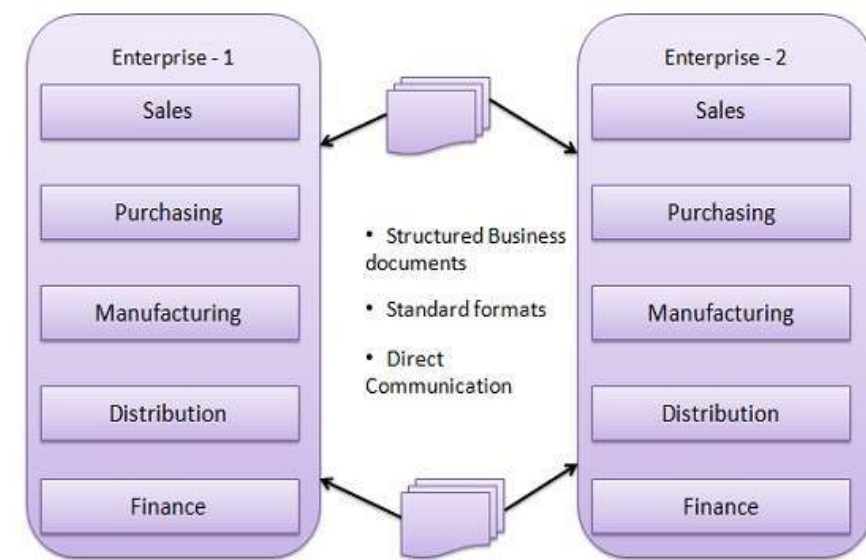 Enterprise - 1
Sales
Purchasing
Manufacturing
Distribution
Finance
• Structured Business
documents
• Standard formats
• Direct
Communication
Enterprise - 2
Sales
Purchasing
Manufacturing
Distribution
Finance